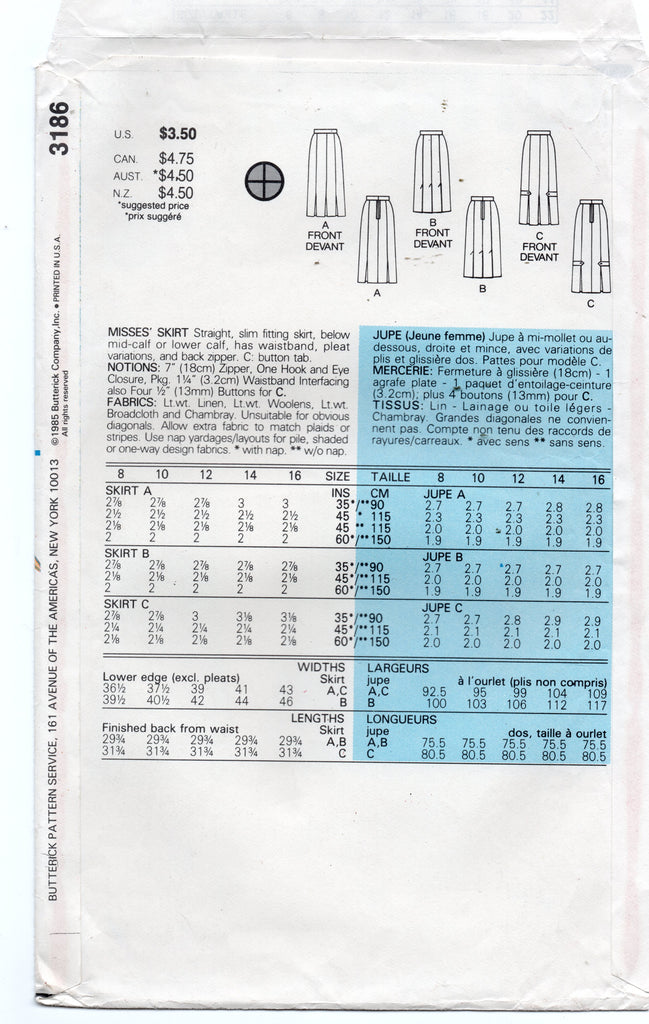 3186
©1985 Butterick Company,Inc. • PRINTED IN U.S.A.
All rights reserved
BUTTERICK PATTERN SERVICE, 161 AVENUE OF THE AMERICAS, NEW YORK 10013
U.S. $3.50
CAN. $4.75
AUST. *$4.50
N.Z. $4.50
*suggested price
*prix suggéré
A
FRONT
DEVANT
A
B
FRONT
DEVANT
B
C
FRONT
DEVANT
C
MISSES' SKIRT Straight, slim fitting skirt, below
mid-calf or lower calf, has waistband, pleat
variations, and back zipper. C: button tab.
NOTIONS: 7" (18cm) Zipper, One Hook and Eye
Closure, Pkg. 1¼" (3.2cm) Waistband Interfacing
also Four ½" (13mm) Buttons for C.
FABRICS: Lt.wt. Linen, Lt.wt. Woolens, Lt.wt.
Broadcloth and Chambray. Unsuitable for obvious
diagonals. Allow extra fabric to match plaids or
stripes. Use nap yardages/layouts for pile, shaded
or one-way design fabrics. * with nap. ** w/o nap.
JUPE (Jeune femme) Jupe à mi-mollet ou au-
dessous, droite et mince, avec variations de
plis et glissière dos. Pattes pour modèle C.
MERCERIE: Fermeture à glissière (18cm) - 1
agrafe plate - 1 paquet d'entoilage-ceinture
(3.2cm); plus 4 boutons (13mm) pour C.
TISSUS: Lin - Lainage ou toile légers -
Chambray. Grandes diagonales ne convien-
nent pas. Compte non tenu des raccords de
rayures/carreaux. * avec sens ** sans sens.
8 10 12 14 16 SIZE TAILLE 8 10 12 14 16
SKIRT A INS CM JUPE A
2⅞ 2⅞ 2⅞ 3 3 35*/**90 2.7 2.7 2.7 2.8 2.8
2½ 2½ 2½ 2½ 2½ 45 * 115 2.3 2.3 2.3 2.3 2.3
2⅛ 2⅛ 2⅛ 2⅛ 2⅛ 45 ** 115 2.0 2.0 2.0 2.0 2.0
2 2 2 2 2 60*/**150 1.9 1.9 1.9 1.9 1.9
SKIRT B JUPE B
2⅞ 2⅞ 2⅞ 2⅞ 2⅞ 35*/**90 2.7 2.7 2.7 2.7 2.7
2⅛ 2⅛ 2⅛ 2⅛ 2⅛ 45*/**115 2.0 2.0 2.0 2.0 2.0
2 2 2 2 2 60*/**150 1.9 1.9 1.9 1.9 1.9
SKIRT C JUPE C
2⅞ 2⅞ 3 3⅛ 3⅛ 35*/**90 2.7 2.7 2.8 2.9 2.9
2¼ 2¼ 2¼ 2¼ 2¼ 45*/**115 2.1 2.1 2.1 2.1 2.1
2⅛ 2⅛ 2⅛ 2⅛ 2⅛ 60*/**150 2.0 2.0 2.0 2.0 2.0
WIDTHS LARGEURS
Lower edge (excl. pleats) Skirt jupe à l'ourlet (plis non compris)
36½ 37½ 39 41 43 A,C A,C 92.5 95 99 104 109
39½ 40½ 42 44 46 B B 100 103 106 112 117
LENGTHS LONGUEURS
Finished back from waist Skirt jupe dos, taille à ourlet
29¾ 29¾ 29¾ 29¾ 29¾ A,B A,B 75.5 75.5 75.5 75.5 75.5
31¾ 31¾ 31¾ 31¾ 31¾ C C 80.5 80.5 80.5 80.5 80.5